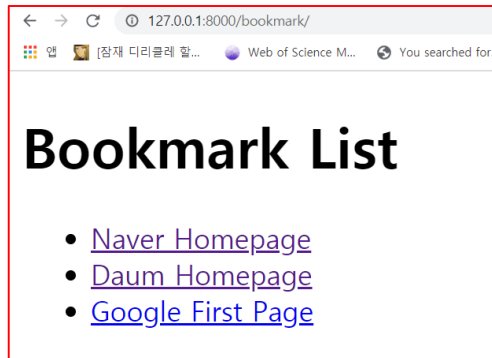 127.0.0.1:8000/bookmark/
앱 [잠재 디리클레 할... Web of Science M... You searched for
Bookmark List
• Naver Homepage
• Daum Homepage
• Google First Page